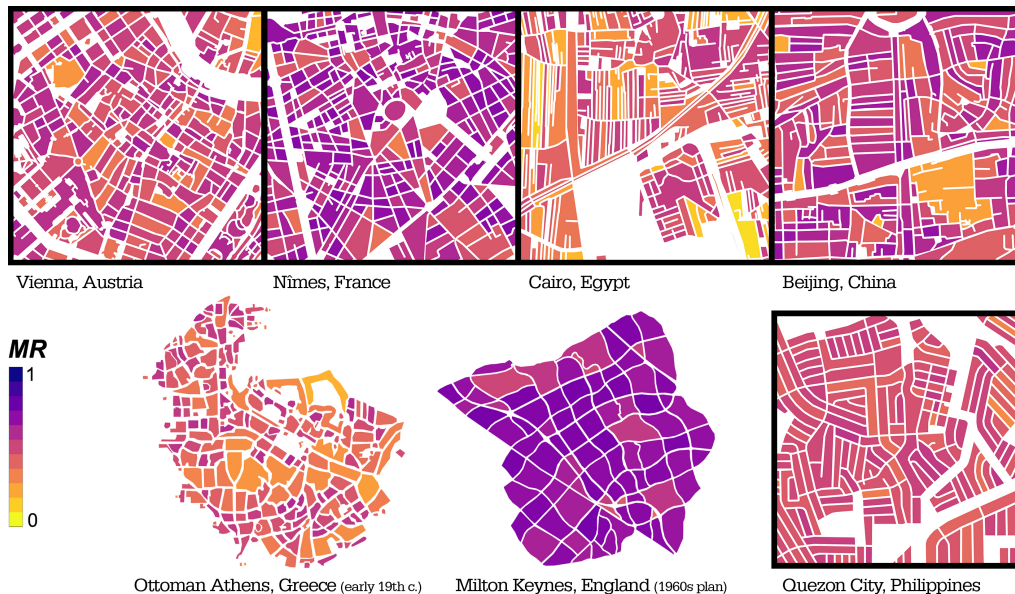 Vienna, Austria
Nîmes, France
Cairo, Egypt
Beijing, China
MR
1
0
Ottoman Athens, Greece (early 19th c.)
Milton Keynes, England (1960s plan)
Quezon City, Philippines